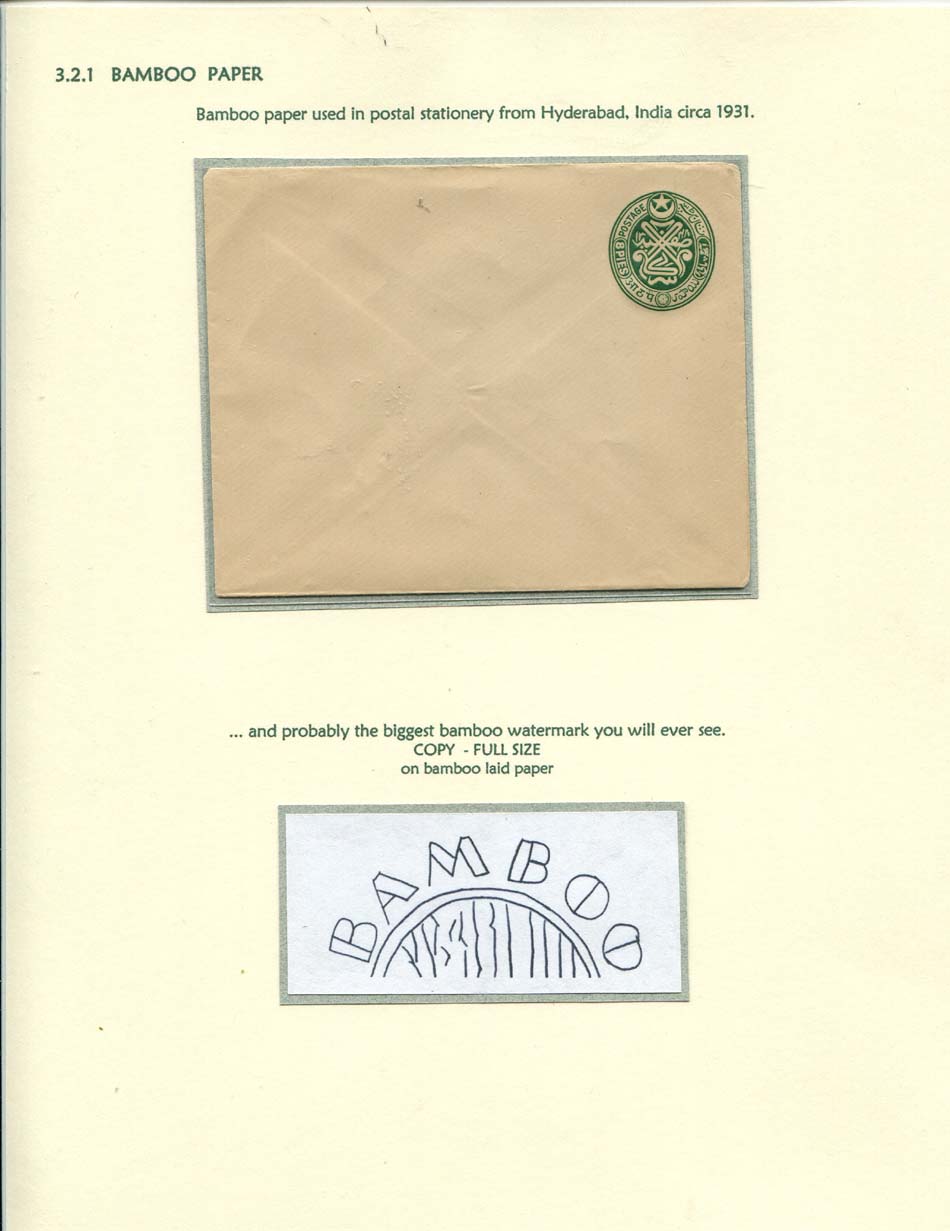 3.2.1 BAMBOO PAPER
Bamboo paper used in postal stationery from Hyderabad, India circa 1931.
8 PIES POSTAGE
... and probably the biggest bamboo watermark you will ever see.
COPY - FULL SIZE
on bamboo laid paper
BAMBOO